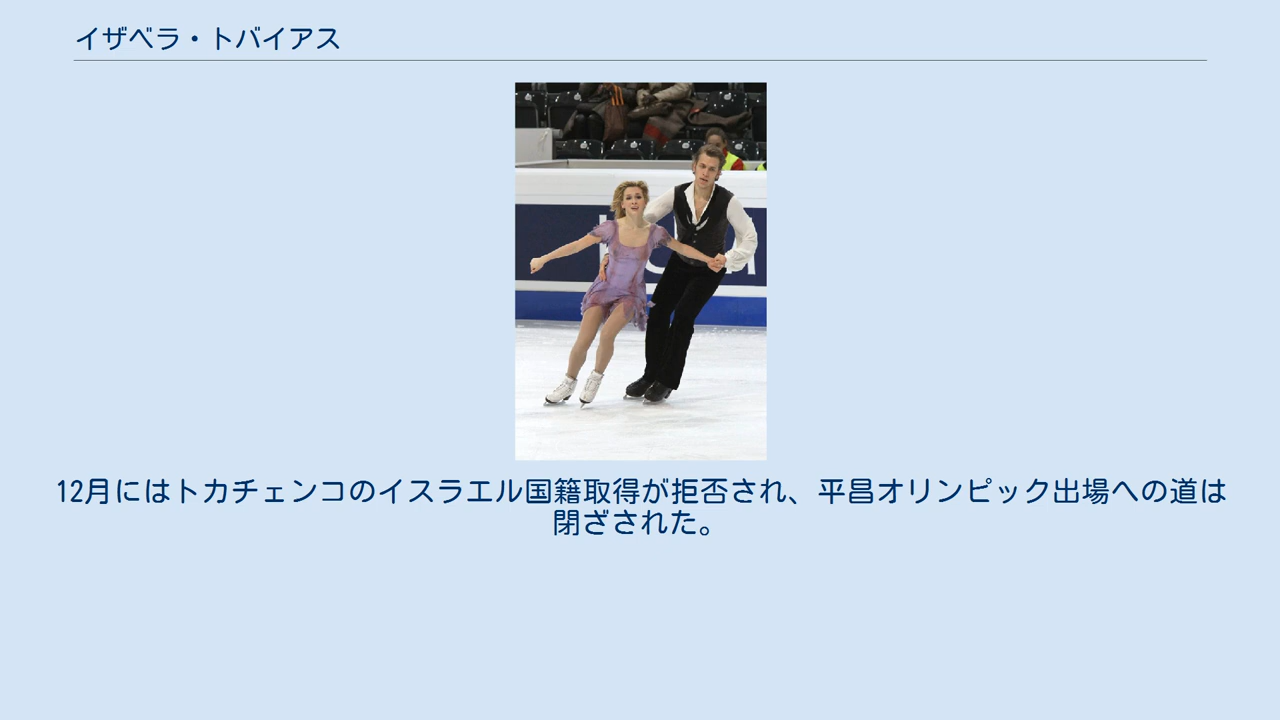 イザベラ・トバイアス
12月にはトカチェンコのイスラエル国籍取得が拒否され、平昌オリンピック出場への道は
閉ざされた。